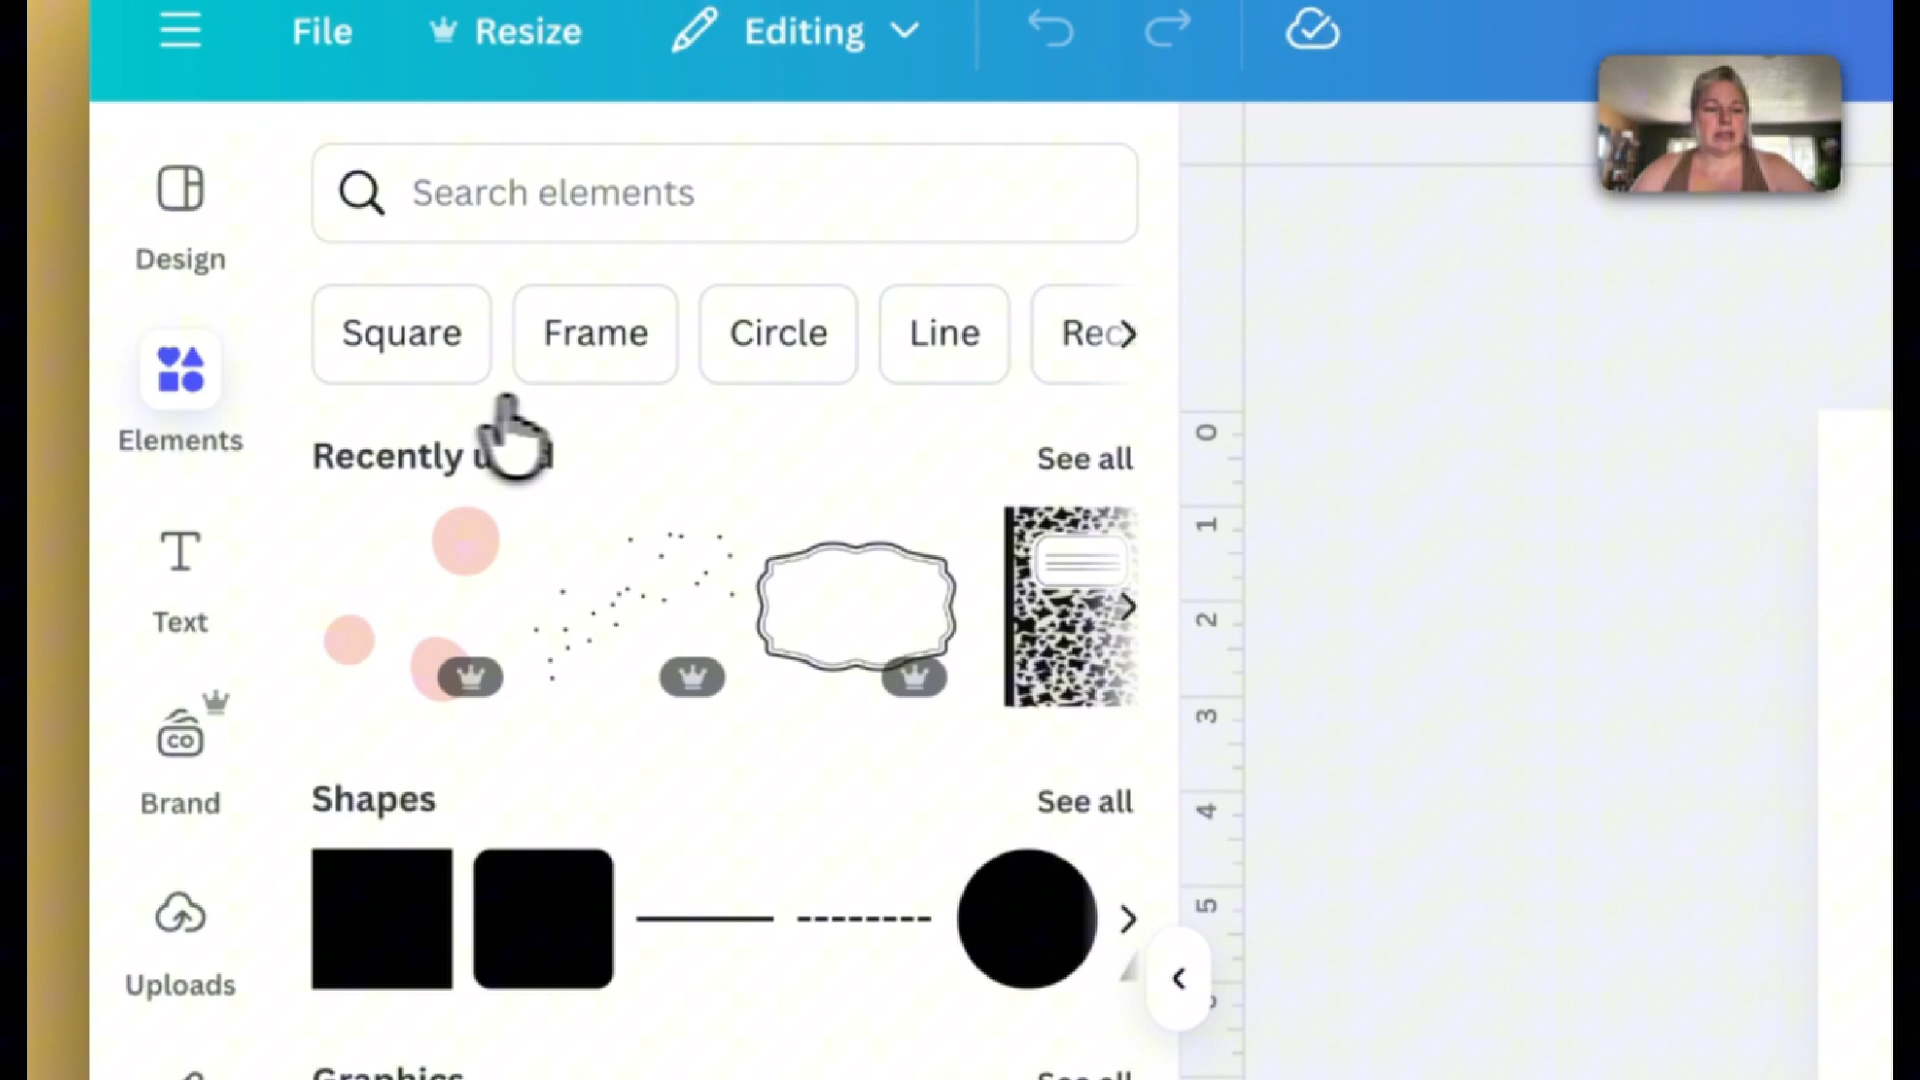 File Resize Editing
Search elements
Design
Square Frame Circle Line
Elements
Recently See all
Text
CO
Brand
Shapes See all
Uploads
0
1
2
3
4
5